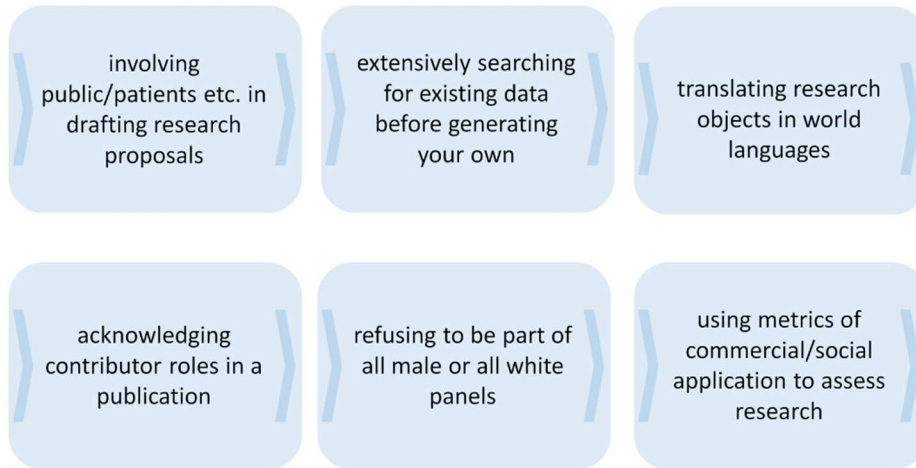 involving
public/patients etc. in
drafting research
proposals
extensively searching
for existing data
before generating
your own
translating research
objects in world
languages
acknowledging
contributor roles in a
publication
refusing to be part of
all male or all white
panels
using metrics of
commercial/social
application to assess
research